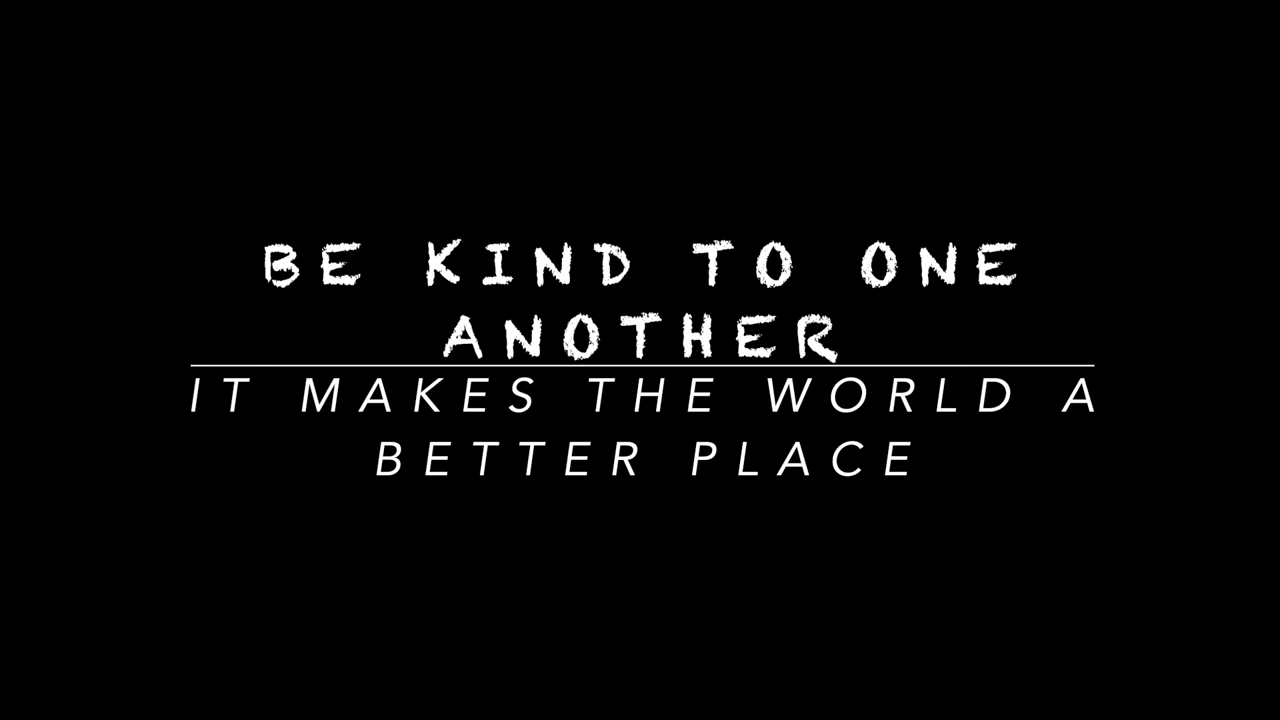 BE KIND TO ONE
ANOTHER
IT MAKES THE WORLD A
BETTER PLACE